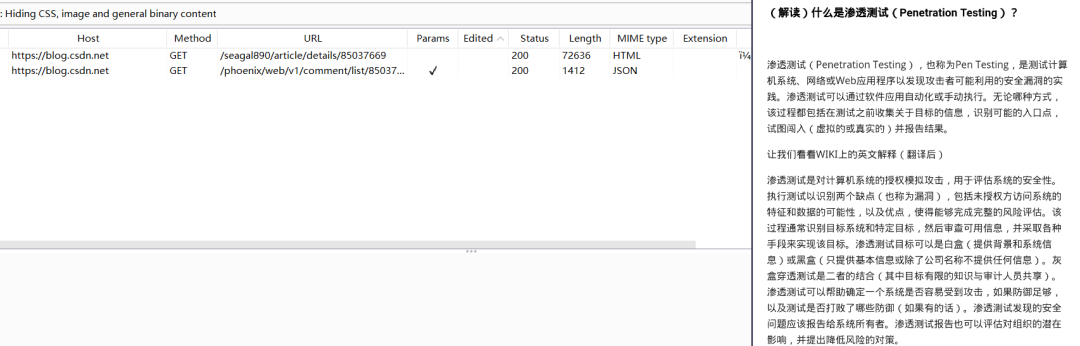 : Hiding CSS, image and general binary content
Host Method URL Params Edited Status Length MIME type Extension
https://blog.csdn.net GET /seagal890/article/details/85037669 200 72636 HTML
https://blog.csdn.net GET /phoenix/web/v1/comment/list/85037... ✓ 200 1412 JSON
（解读）什么是渗透测试（Penetration Testing）？
渗透测试（Penetration Testing），也称为Pen Testing，是测试计算
机系统、网络或Web应用程序以发现攻击者可能利用的安全漏洞的实
践。渗透测试可以通过软件应用自动化或手动执行。无论哪种方式，
该过程都包括在测试之前收集关于目标的信息，识别可能的入口点，
试图闯入（虚拟的或真实的）并报告结果。
让我们看看WIKI上的英文解释（翻译后）
渗透测试是对计算机系统的授权模拟攻击，用于评估系统的安全性。
执行测试以识别两个缺点（也称为漏洞），包括未授权方访问系统的
特征和数据的可能性，以及优点，使得能够完成完整的风险评估。该
过程通常识别目标系统和特定目标，然后审查可用信息，并采取各种
手段来实现该目标。渗透测试目标可以是白盒（提供背景和系统信
息）或黑盒（只提供基本信息或除了公司名称不提供任何信息）。灰
盒穿透测试是二者的结合（其中目标有限的知识与审计人员共享）。
渗透测试可以帮助确定一个系统是否容易受到攻击，如果防御足够，
以及测试是否打败了哪些防御（如果有的话）。渗透测试发现的安全
问题应该报告给系统所有者。渗透测试报告也可以评估对组织的潜在
影响，并提出降低风险的对策。